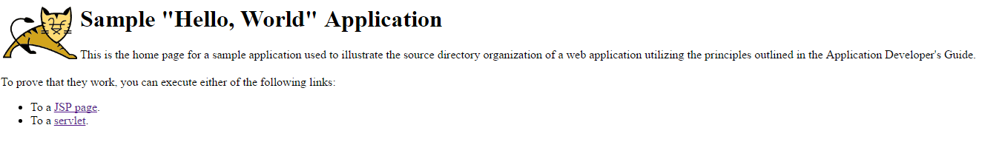 Sample "Hello, World" Application
This is the home page for a sample application used to illustrate the source directory organization of a web application utilizing the principles outlined in the Application Developer's Guide.
To prove that they work, you can execute either of the following links:
• To a JSP page.
• To a servlet.